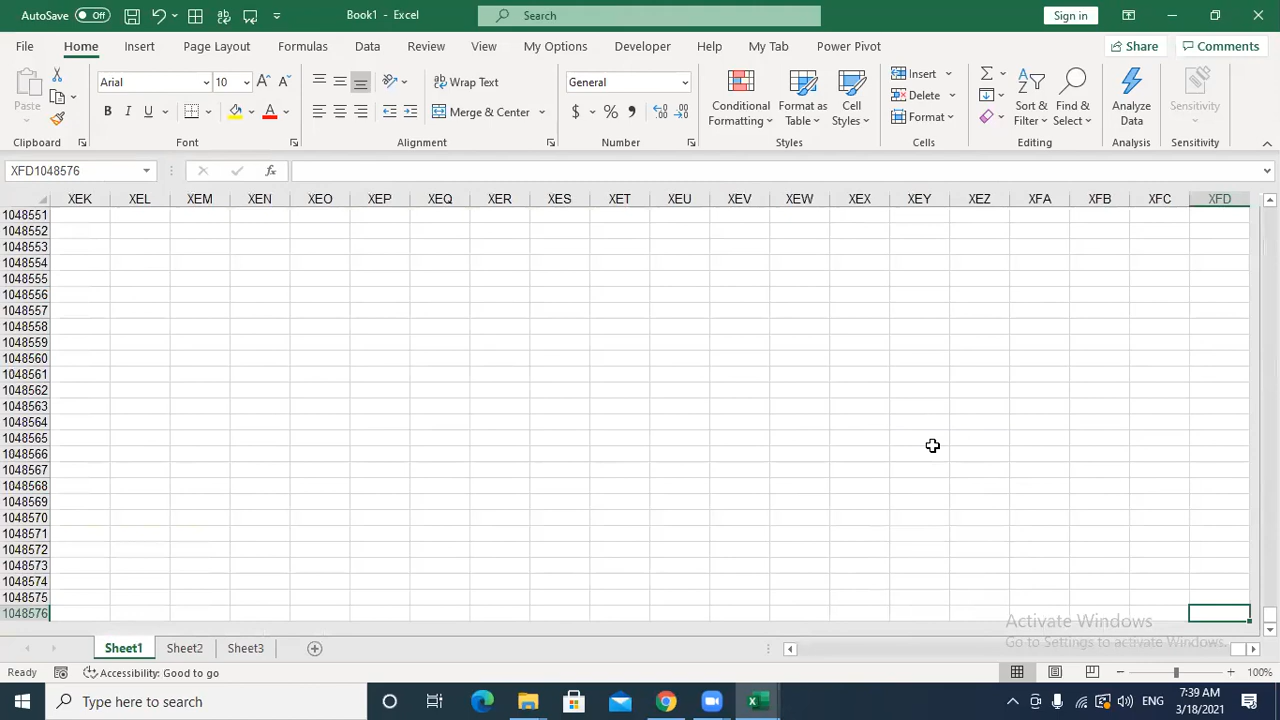 AutoSave Off Book1 - Excel Search Sign in
File Home Insert Page Layout Formulas Data Review View My Options Developer Help My Tab Power Pivot Share Comments
Paste Arial 10 Wrap Text General Conditional Formatting Format as Table Cell Styles Insert Sort & Filter Find & Select Analyze Data Sensitivity
B I U Merge & Center $ % , Delete
Format
Clipboard Font Alignment Number Styles Cells Editing Analysis Sensitivity
XFD1048576 fx
XEK XEL XEM XEN XEO XEP XEQ XER XES XET XEU XEV XEW XEX XEY XEZ XFA XFB XFC XFD
1048551
1048552
1048553
1048554
1048555
1048556
1048557
1048558
1048559
1048560
1048561
1048562
1048563
1048564
1048565
1048566
1048567
1048568
1048569
1048570
1048571
1048572
1048573
1048574
1048575
1048576
Activate Windows
Go to Settings to activate Windows.
Sheet1 Sheet2 Sheet3
Ready Accessibility: Good to go 100%
Type here to search ENG 7:39 AM
3/18/2021